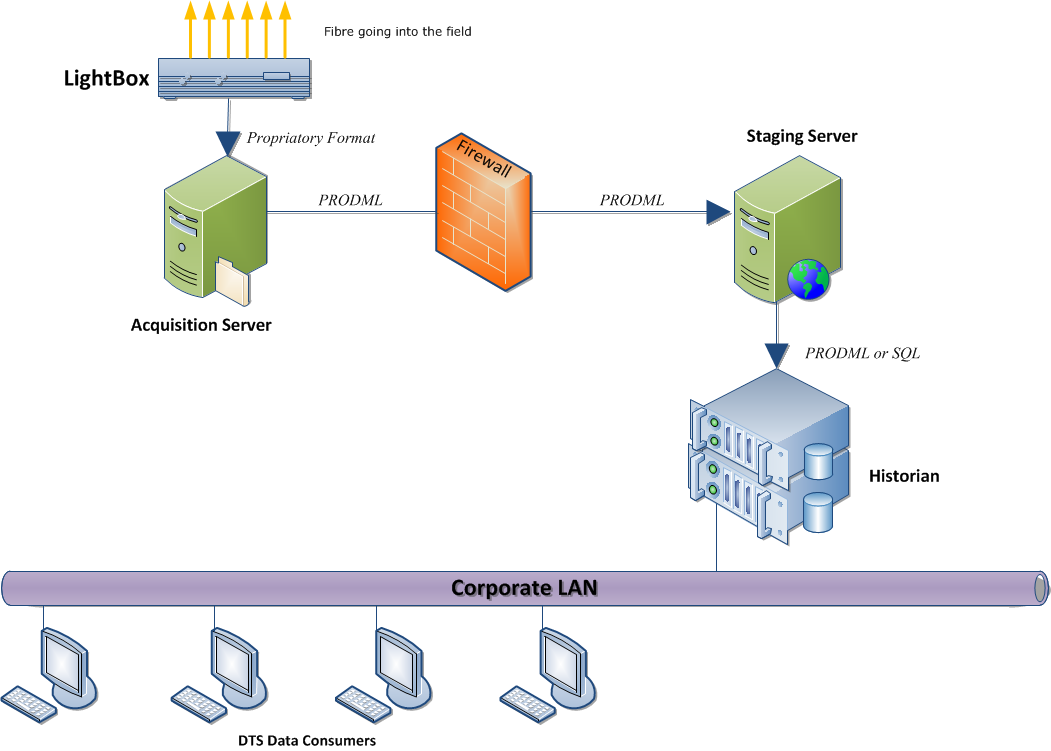 Fibre going into the field
LightBox
Propriatory Format
Firewall
Staging Server
PRODML
PRODML
Acquisition Server
PRODML or SQL
Historian
Corporate LAN
DTS Data Consumers